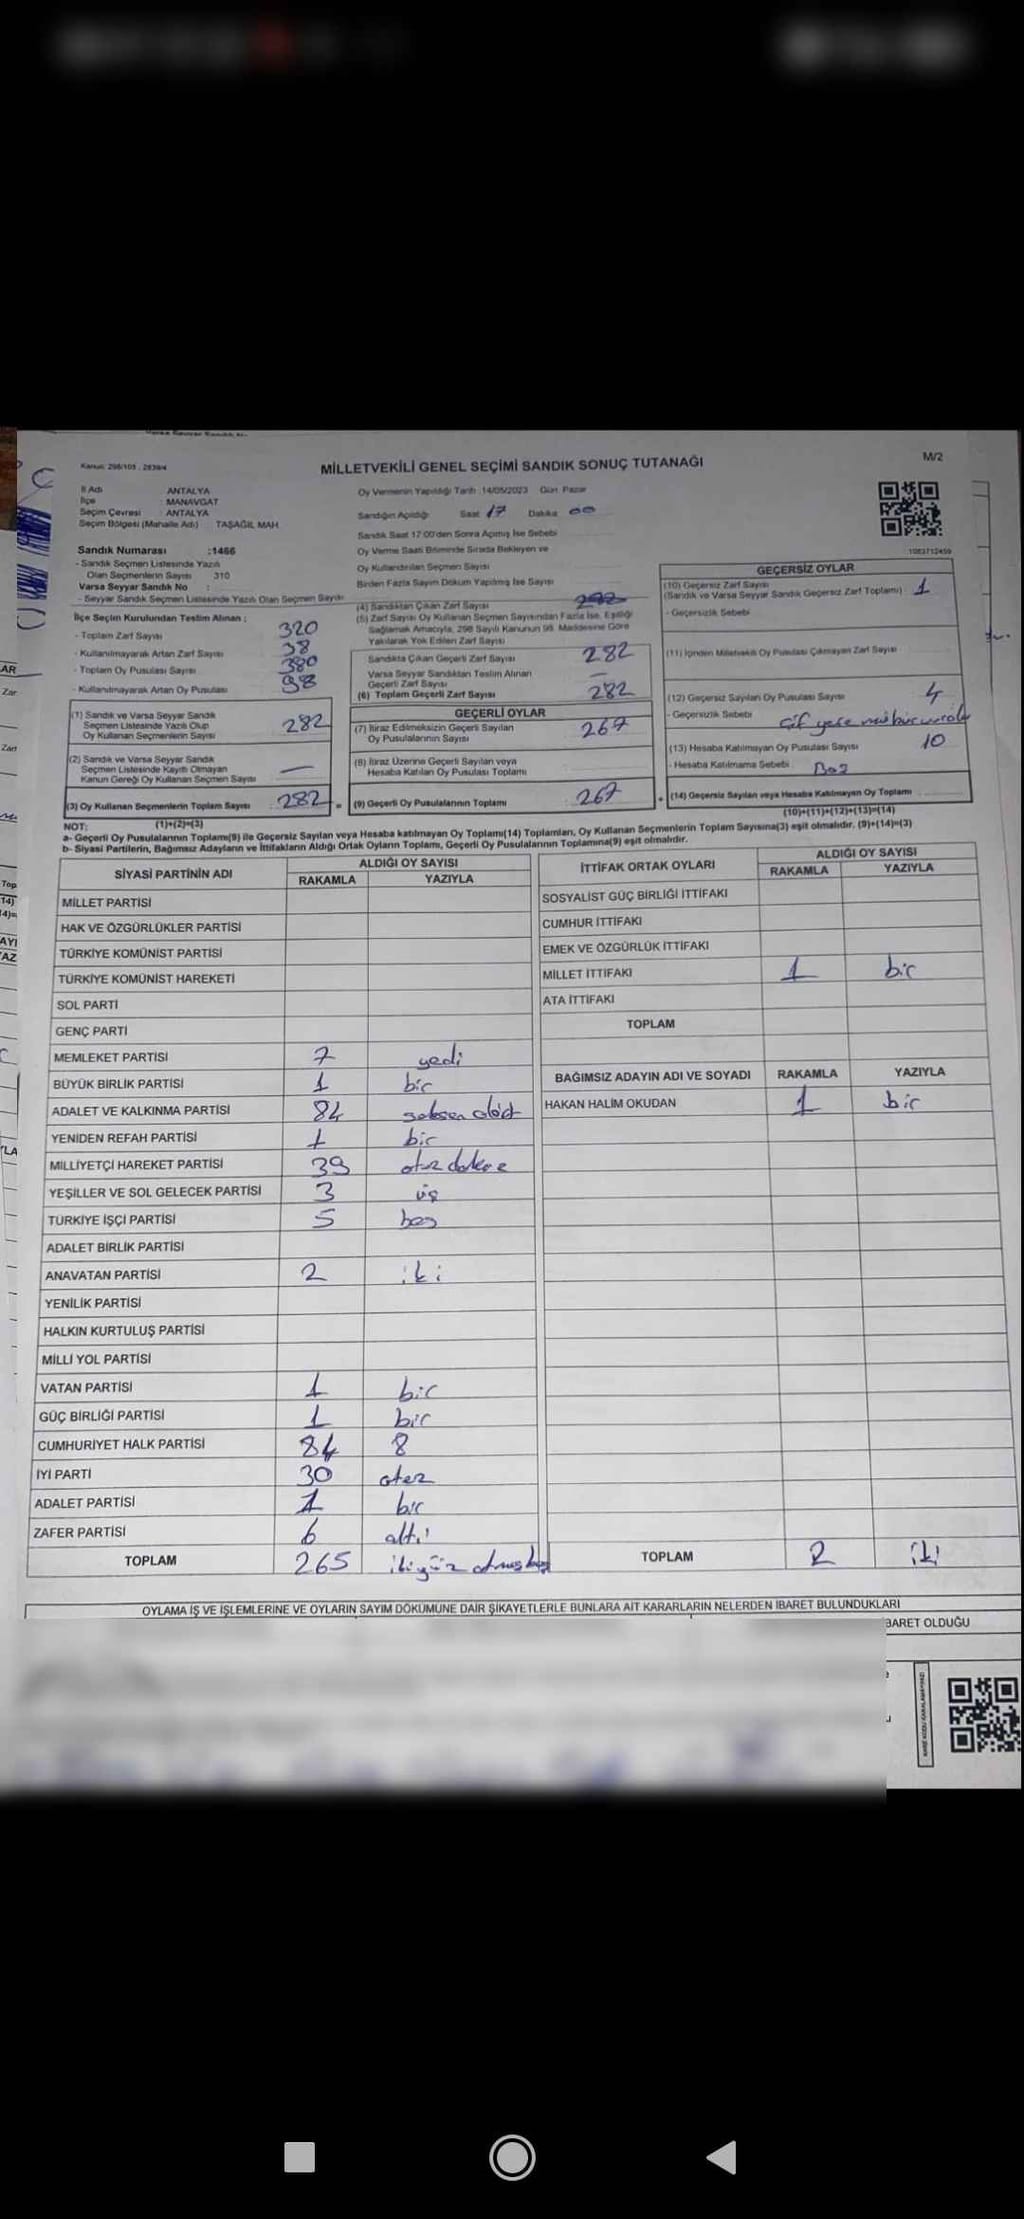 Kanun: 298/105 , 2839/4
MİLLETVEKİLİ GENEL SEÇİMİ SANDIK SONUÇ TUTANAĞI
M/2
İl Adı : ANTALYA
İlçe : MANAVGAT
Seçim Çevresi : ANTALYA
Seçim Bölgesi (Mahalle Adı) : TAŞAĞIL MAH.
Oy Vermenin Yapıldığı Tarih :14/05/2023 Gün: Pazar
Sandığın Açıldığı Saat 17 Dakika 00
Sandık Saat 17:00'den Sonra Açılmış İse Sebebi
Oy Verme Saati Bitiminde Sırada Bekleyen ve
Oy Kullandırılan Seçmen Sayısı
Birden Fazla Sayım Döküm Yapılmış İse Sayısı
1083712459
Sandık Numarası :1466
- Sandık Seçmen Listesinde Yazılı
Olan Seçmenlerin Sayısı 310
Varsa Seyyar Sandık No :
- Seyyar Sandık Seçmen Listesinde Yazılı Olan Seçmen Sayısı
İlçe Seçim Kurulundan Teslim Alınan :
- Toplam Zarf Sayısı 320
- Kullanılmayarak Artan Zarf Sayısı 38
- Toplam Oy Pusulası Sayısı 380
- Kullanılmayarak Artan Oy Pusulası 98
(1) Sandık ve Varsa Seyyar Sandık
Seçmen Listesinde Yazılı Olup
Oy Kullanan Seçmenlerin Sayısı 282
(2) Sandık ve Varsa Seyyar Sandık
Seçmen Listesinde Kayıtlı Olmayan
Kanun Gereği Oy Kullanan Seçmen Sayısı —
(3) Oy Kullanan Seçmenlerin Toplam Sayısı 282 =
(1)+(2)=(3)
(4) Sandıktan Çıkan Zarf Sayısı
(5) Zarf Sayısı Oy Kullanan Seçmen Sayısından Fazla İse, Eşitliği
Sağlamak Amacıyla, 298 Sayılı Kanunun 98. Maddesine Göre
Yakılarak Yok Edilen Zarf Sayısı
Sandıkta Çıkan Geçerli Zarf Sayısı 282
Varsa Seyyar Sandıktan Teslim Alınan
Geçerli Zarf Sayısı —
(6) Toplam Geçerli Zarf Sayısı 282
GEÇERLİ OYLAR
(7) İtiraz Edilmeksizin Geçerli Sayılan
Oy Pusulalarının Sayısı 267
(8) İtiraz Üzerine Geçerli Sayılan veya
Hesaba Katılan Oy Pusulası Toplamı
(9) Geçerli Oy Pusulalarının Toplamı 267 +
GEÇERSİZ OYLAR
(10) Geçersiz Zarf Sayısı
(Sandık ve Varsa Seyyar Sandık Geçersiz Zarf Toplamı) : 1
- Geçersizlik Sebebi
(11) İçinden Milletvekili Oy Pusulası Çıkmayan Zarf Sayısı
(12) Geçersiz Sayılan Oy Pusulası Sayısı 4
- Geçersizlik Sebebi
(13) Hesaba Katılmayan Oy Pusulası Sayısı 10
- Hesaba Katılmama Sebebi : Boş
(14) Geçersiz Sayılan veya Hesaba Katılmayan Oy Toplamı
(10)+(11)+(12)+(13)=(14)
NOT:
a- Geçerli Oy Pusulalarının Toplamı(9) ile Geçersiz Sayılan veya Hesaba katılmayan Oy Toplamı(14) Toplamları, Oy Kullanan Seçmenlerin Toplam Sayısına(3) eşit olmalıdır. (9)+(14)=(3)
b- Siyasi Partilerin, Bağımsız Adayların ve İttifakların Aldığı Ortak Oyların Toplamı, Geçerli Oy Pusulalarının Toplamına(9) eşit olmalıdır.
SİYASİ PARTİNİN ADI
ALDIĞI OY SAYISI
RAKAMLA YAZIYLA
MİLLET PARTİSİ
HAK VE ÖZGÜRLÜKLER PARTİSİ
TÜRKİYE KOMÜNİST PARTİSİ
TÜRKİYE KOMÜNİST HAREKETİ
SOL PARTİ
GENÇ PARTİ
MEMLEKET PARTİSİ 7 yedi
BÜYÜK BİRLİK PARTİSİ 1 bir
ADALET VE KALKINMA PARTİSİ 84 seksen dört
YENİDEN REFAH PARTİSİ 1 bir
MİLLİYETÇİ HAREKET PARTİSİ 39 otuz dokuz
YEŞİLLER VE SOL GELECEK PARTİSİ 3 üç
TÜRKİYE İŞÇİ PARTİSİ 5 beş
ADALET BİRLİK PARTİSİ
ANAVATAN PARTİSİ 2 iki
YENİLİK PARTİSİ
HALKIN KURTULUŞ PARTİSİ
MİLLİ YOL PARTİSİ
VATAN PARTİSİ 1 bir
GÜÇ BİRLİĞİ PARTİSİ 1 bir
CUMHURİYET HALK PARTİSİ 84 8
İYİ PARTİ 30 otuz
ADALET PARTİSİ 1 bir
ZAFER PARTİSİ 6 altı
TOPLAM 265 ikiyüz atmış beş
İTTİFAK ORTAK OYLARI
ALDIĞI OY SAYISI
RAKAMLA YAZIYLA
SOSYALİST GÜÇ BİRLİĞİ İTTİFAKI
CUMHUR İTTİFAKI
EMEK VE ÖZGÜRLÜK İTTİFAKI
MİLLET İTTİFAKI 1 bir
ATA İTTİFAKI
TOPLAM
BAĞIMSIZ ADAYIN ADI VE SOYADI RAKAMLA YAZIYLA
HAKAN HALİM OKUDAN 1 bir
TOPLAM 2 iki
OYLAMA İŞ VE İŞLEMLERİNE VE OYLARIN SAYIM DÖKÜMÜNE DAİR ŞİKAYETLERLE BUNLARA AİT KARARLARIN NELERDEN İBARET BULUNDUKLARI
BARET OLDUĞU